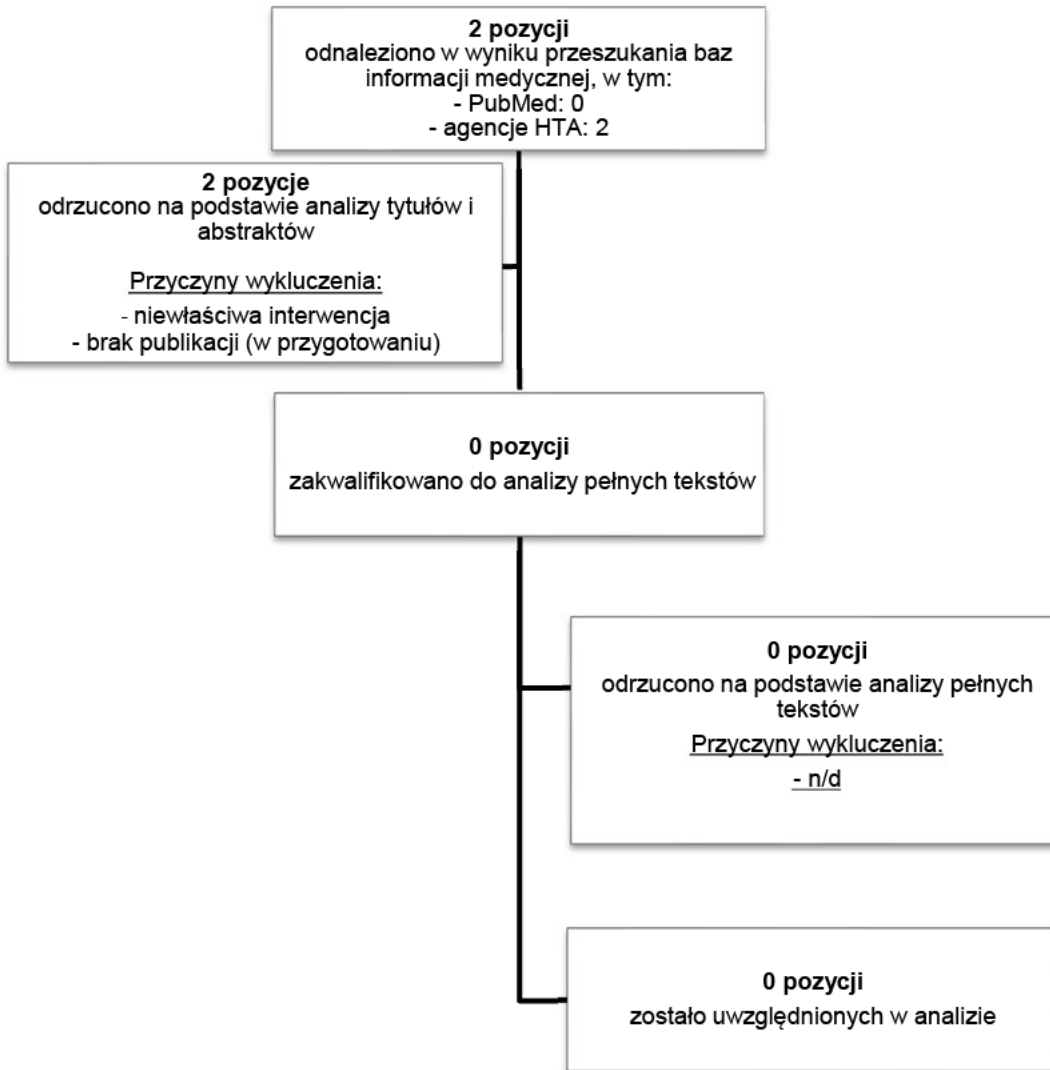 2 pozycji
odnaleziono w wyniku przeszukania baz
informacji medycznej, w tym:
- PubMed: 0
- agencje HTA: 2
2 pozycje
odrzucono na podstawie analizy tytułów i
abstraktów
Przyczyny wykluczenia:
- niewłaściwa interwencja
- brak publikacji (w przygotowaniu)
0 pozycji
zakwalifikowano do analizy pełnych tekstów
0 pozycji
odrzucono na podstawie analizy pełnych
tekstów
Przyczyny wykluczenia:
- n/d
0 pozycji
zostało uwzględnionych w analizie